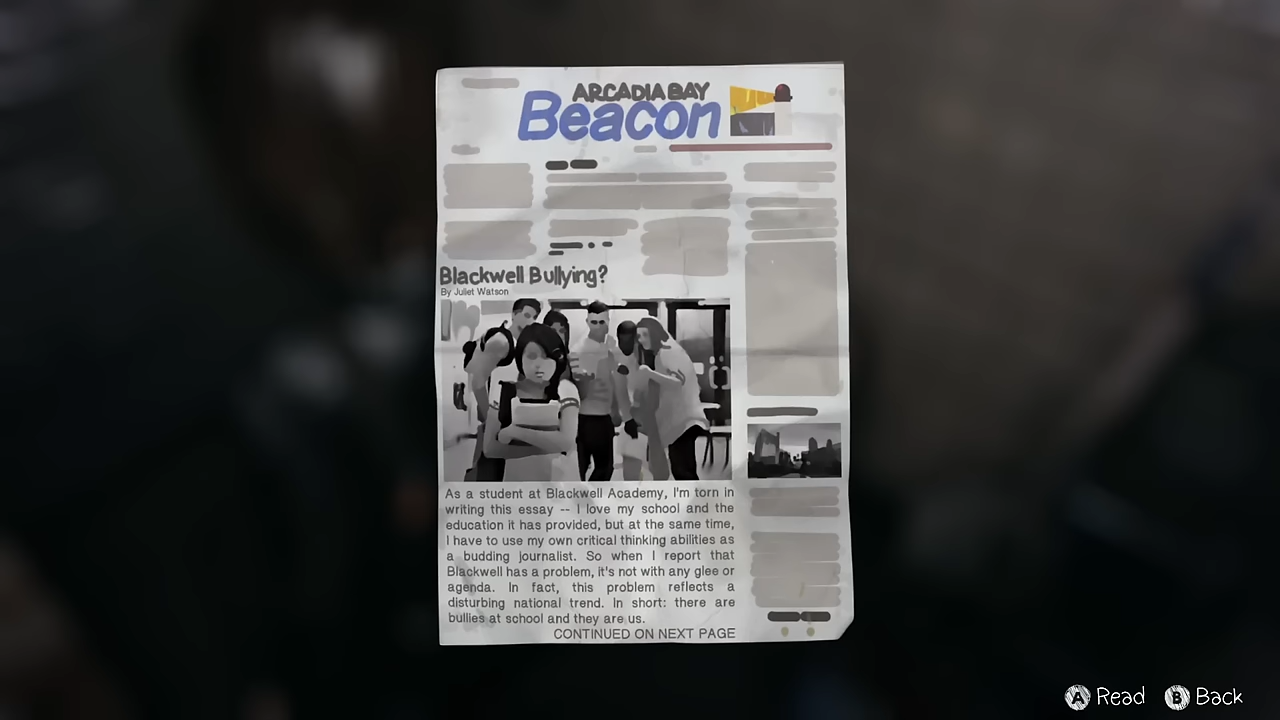 ARCADIA BAY
Beacon
Blackwell Bullying?
By Juliet Watson
As a student at Blackwell Academy, I'm torn in
writing this essay -- I love my school and the
education it has provided, but at the same time,
I have to use my own critical thinking abilities as
a budding journalist. So when I report that
Blackwell has a problem, it's not with any glee or
agenda. In fact, this problem reflects a
disturbing national trend. In short: there are
bullies at school and they are us.
CONTINUED ON NEXT PAGE
A Read B Back